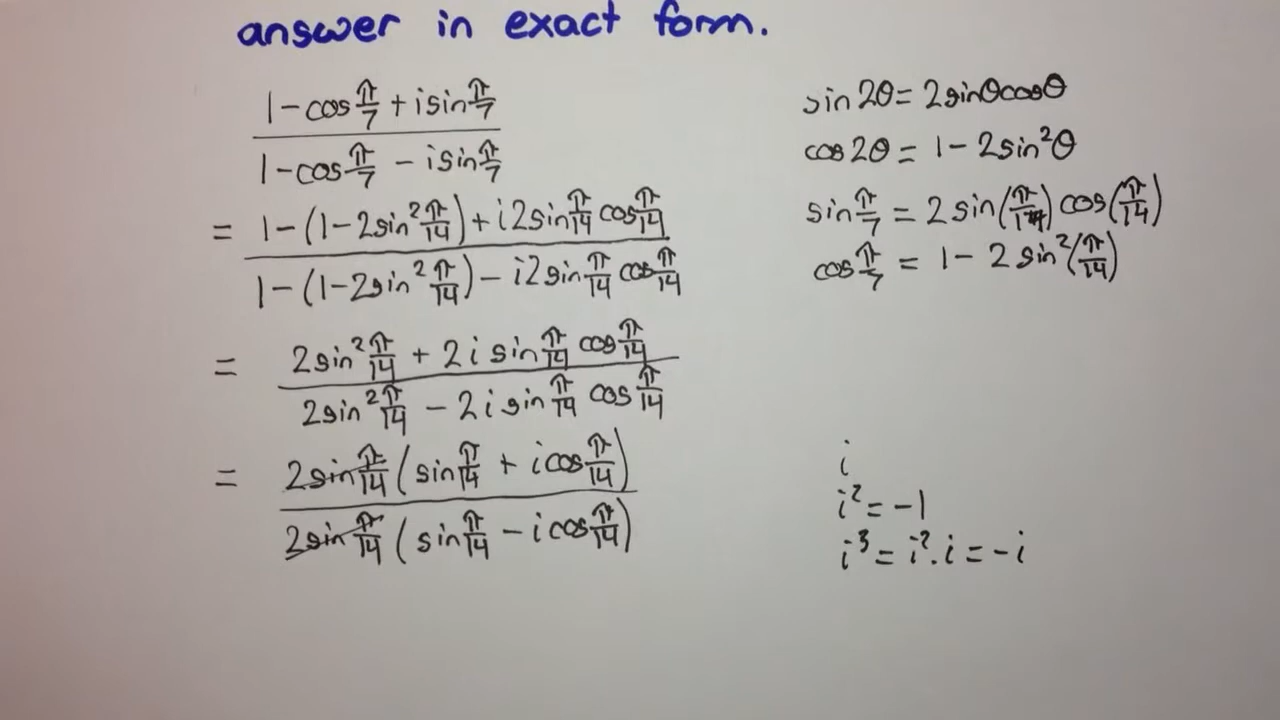 answer in exact form.
1-cos π/7 + i sin π/7
1-cos π/7 - i sin π/7
= 1-(1-2sin² π/14) + i2sin π/14 cos π/14
1-(1-2sin² π/14) - i2sin π/14 cos π/14
= 2sin² π/14 + 2i sin π/14 cos π/14
2sin² π/14 - 2i sin π/14 cos π/14
= 2sin π/14 (sin π/14 + i cos π/14)
2sin π/14 (sin π/14 - i cos π/14)
sin 2θ = 2sinθcosθ
cos 2θ = 1 - 2sin²θ
sin π/7 = 2 sin(π/14) cos(π/14)
cos π/7 = 1 - 2 sin²(π/14)
i
i² = -1
i³ = i².i = -i